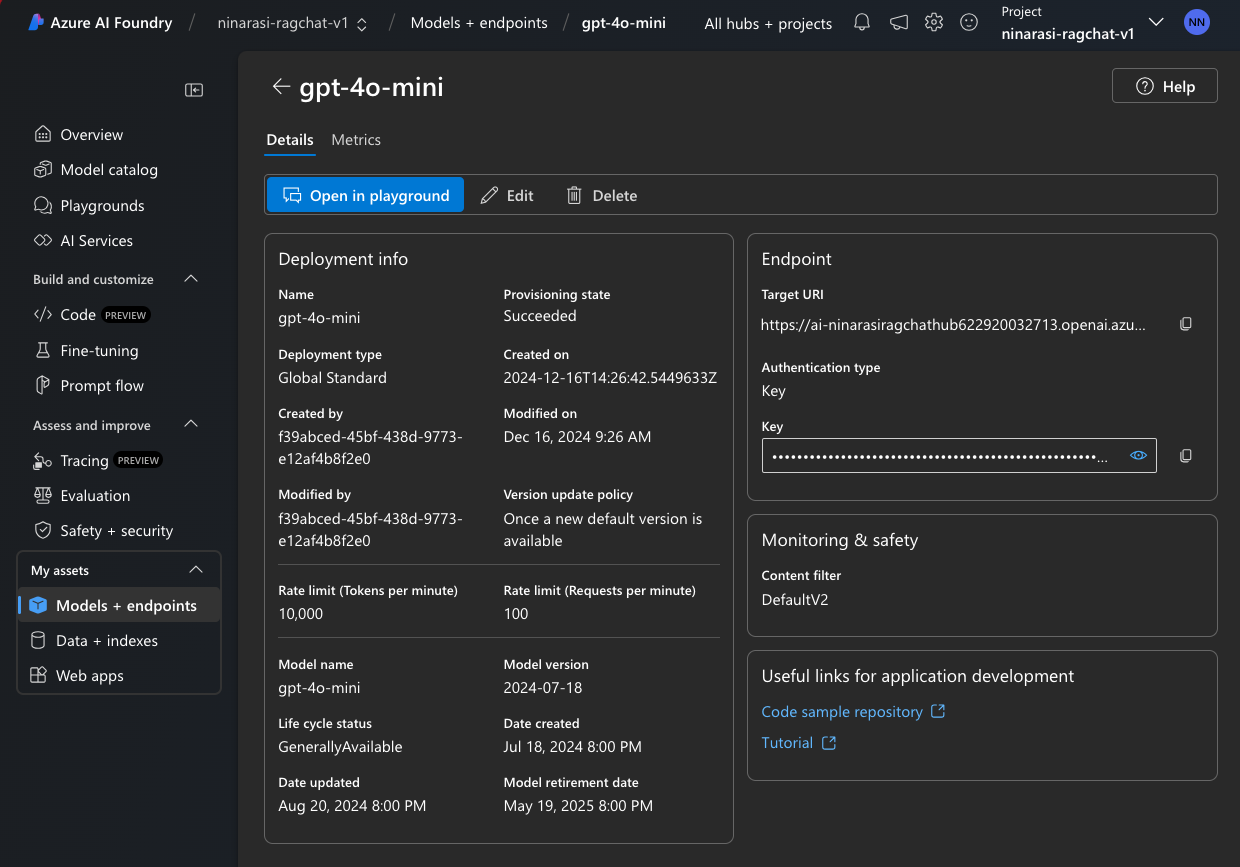 Azure AI Foundry / ninarasi-ragchat-v1 / Models + endpoints / gpt-4o-mini
All hubs + projects
Project
ninarasi-ragchat-v1
NN
Overview
Model catalog
Playgrounds
AI Services
Build and customize
Code PREVIEW
Fine-tuning
Prompt flow
Assess and improve
Tracing PREVIEW
Evaluation
Safety + security
My assets
Models + endpoints
Data + indexes
Web apps
gpt-4o-mini
Help
Details Metrics
Open in playground Edit Delete
Deployment info
Name
gpt-4o-mini
Provisioning state
Succeeded
Deployment type
Global Standard
Created on
2024-12-16T14:26:42.5449633Z
Created by
f39abced-45bf-438d-9773-
e12af4b8f2e0
Modified on
Dec 16, 2024 9:26 AM
Modified by
f39abced-45bf-438d-9773-
e12af4b8f2e0
Version update policy
Once a new default version is
available
Rate limit (Tokens per minute)
10,000
Rate limit (Requests per minute)
100
Model name
gpt-4o-mini
Model version
2024-07-18
Life cycle status
GenerallyAvailable
Date created
Jul 18, 2024 8:00 PM
Date updated
Aug 20, 2024 8:00 PM
Model retirement date
May 19, 2025 8:00 PM
Endpoint
Target URI
https://ai-ninarasiragchathub622920032713.openai.azu...
Authentication type
Key
Key
Monitoring & safety
Content filter
DefaultV2
Useful links for application development
Code sample repository
Tutorial